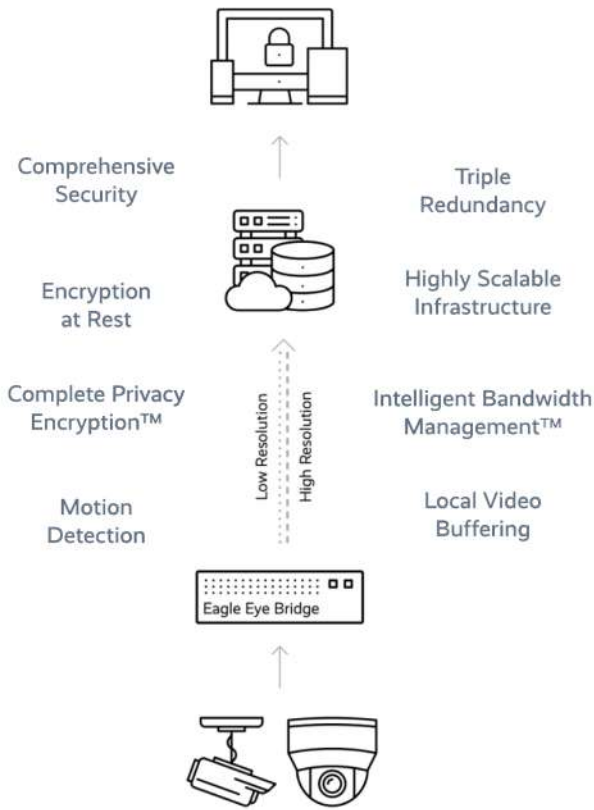 Comprehensive
Security
Triple
Redundancy
Encryption
at Rest
Highly Scalable
Infrastructure
Complete Privacy
Encryption™
Low Resolution
High Resolution
Intelligent Bandwidth
Management™
Motion
Detection
Local Video
Buffering
Eagle Eye Bridge